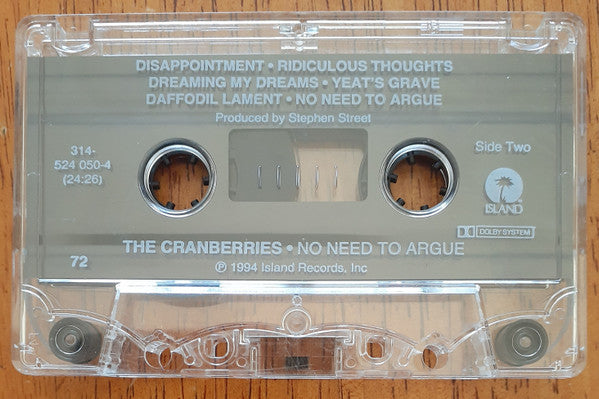 DISAPPOINTMENT • RIDICULOUS THOUGHTS
DREAMING MY DREAMS • YEAT'S GRAVE
DAFFODIL LAMENT • NO NEED TO ARGUE
Produced by Stephen Street
314-
524 050-4
(24:26)
Side Two
ISLAND
DOLBY SYSTEM
THE CRANBERRIES • NO NEED TO ARGUE
72
℗ 1994 Island Records, Inc